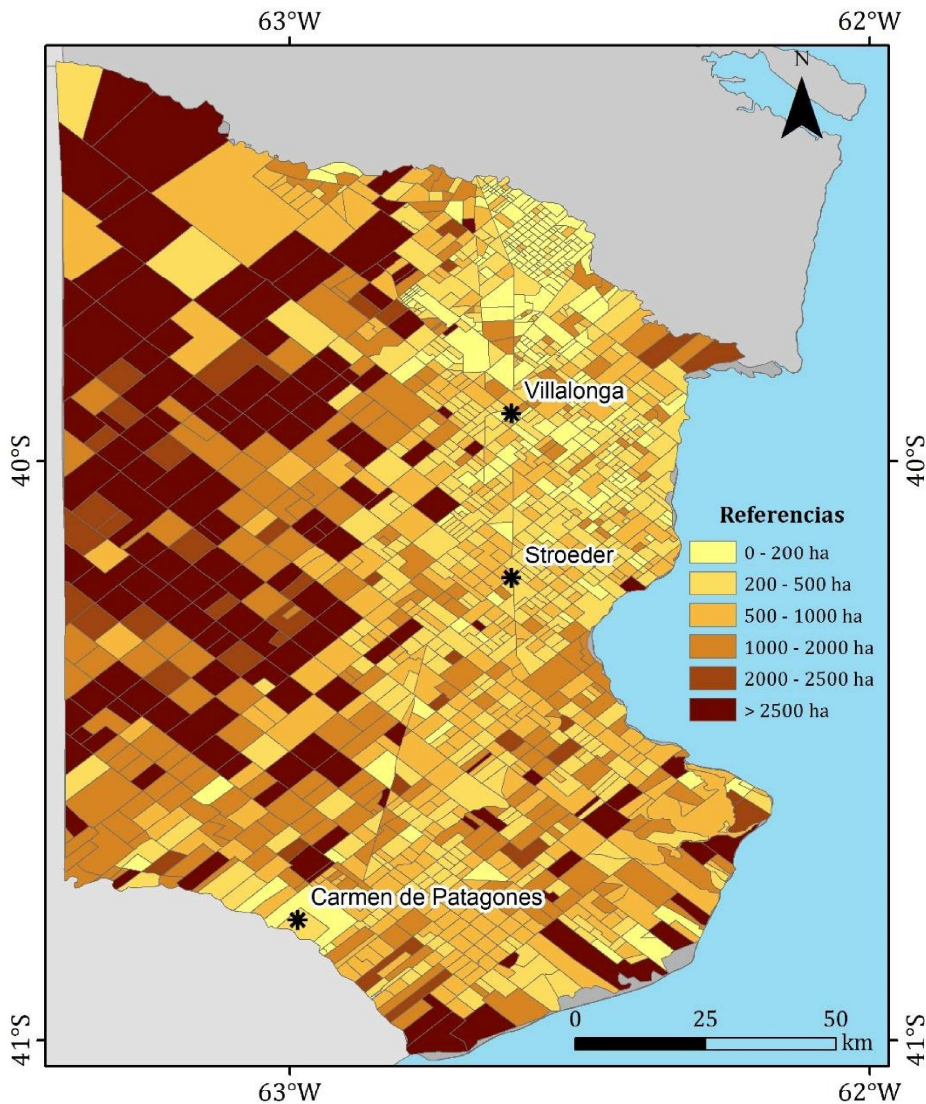 63°W 62°W
N
Villalonga
40°S 40°S
Referencias
0 - 200 ha
Stroeder
200 - 500 ha
500 - 1000 ha
1000 - 2000 ha
2000 - 2500 ha
> 2500 ha
Carmen de Patagones
0 25 50
km
41°S 41°S
63°W 62°W